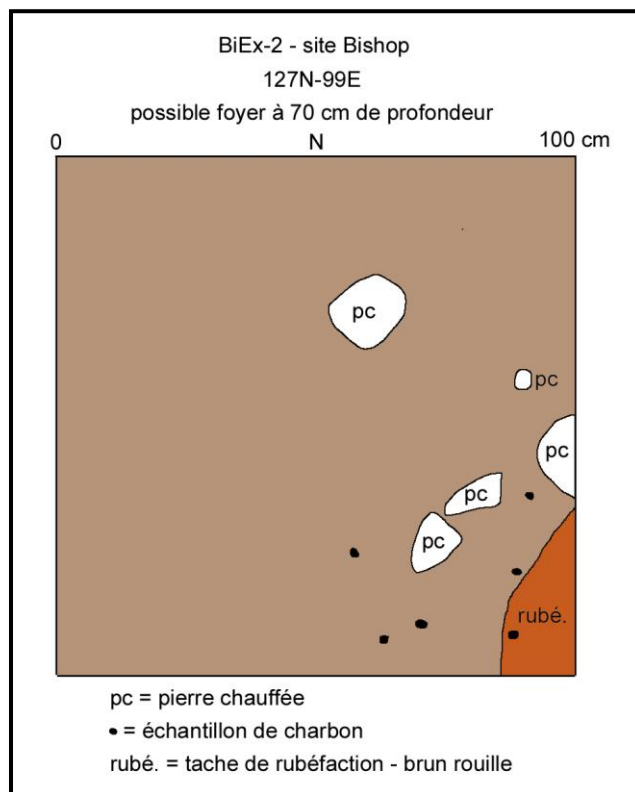 BiEx-2 - site Bishop
127N-99E
possible foyer à 70 cm de profondeur
0 N 100 cm
pc
pc
pc
pc
pc
rubé.
pc = pierre chauffée
= échantillon de charbon
rubé. = tache de rubéfaction - brun rouille